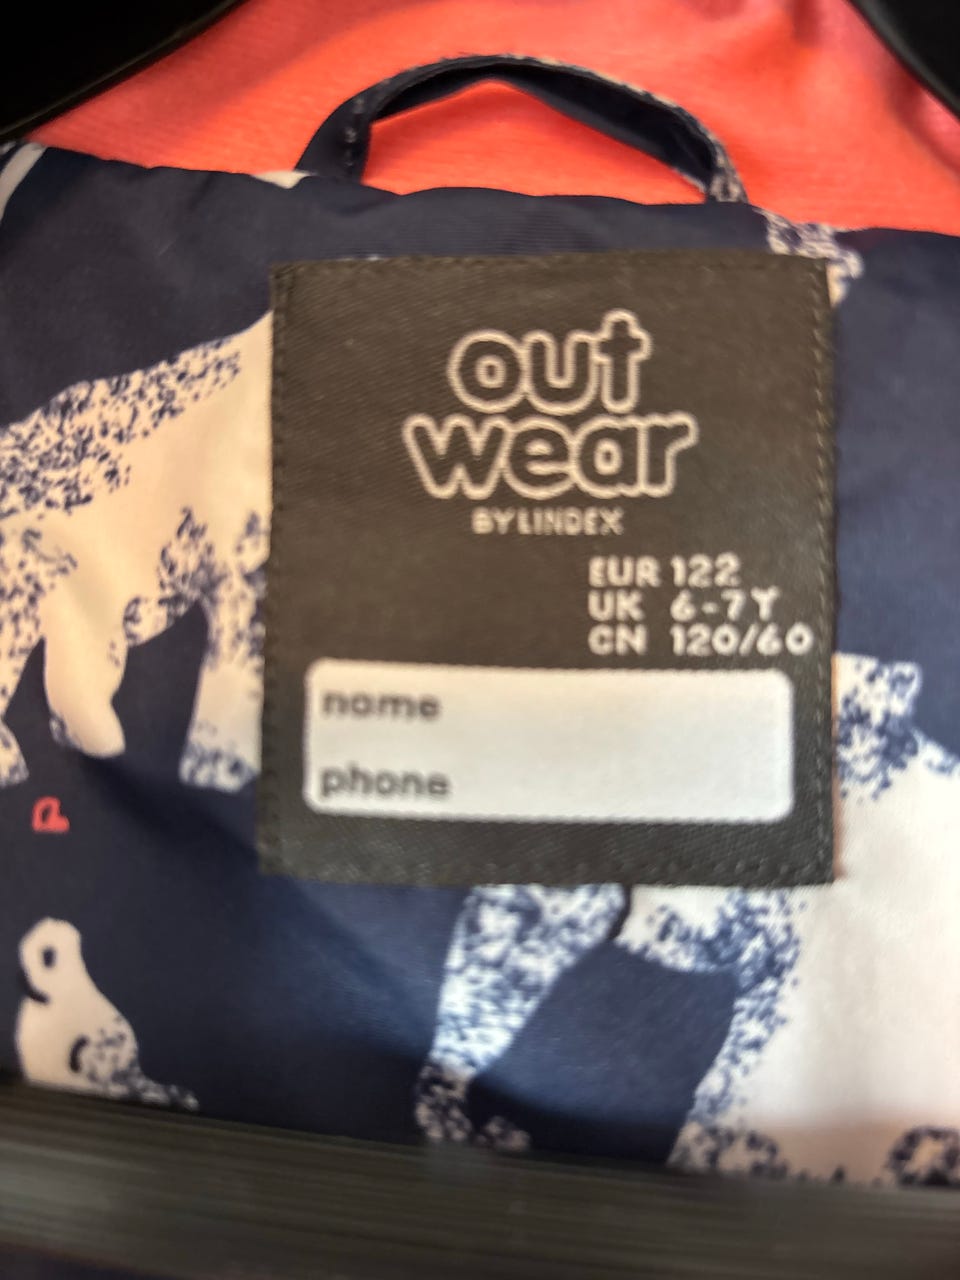 out
wear
BY LINDEX
EUR 122
UK 6-7Y
CN 120/60
name
phone